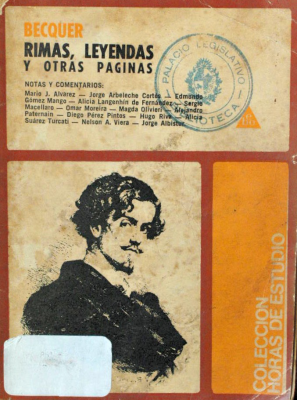 BECQUER
RIMAS, LEYENDAS
Y OTRAS PAGINAS
NOTAS Y COMENTARIOS:
Mario J. Alvarez — Jorge Arbeleche Cortés — Edmundo
Gómez Mango — Alicia Langenhin de Fernández — Sergio
Macellaro — Omar Moreira — Magda Olivieri — Alejandro
Paternain — Diego Pérez Pintos — Hugo Riva — Alicia
Suárez Turcati — Nelson A. Viera — Jorge Albistur.
PALACIO LEGISLATIVO
BIBLIOTECA
COLECCION
HORAS DE ESTUDIO